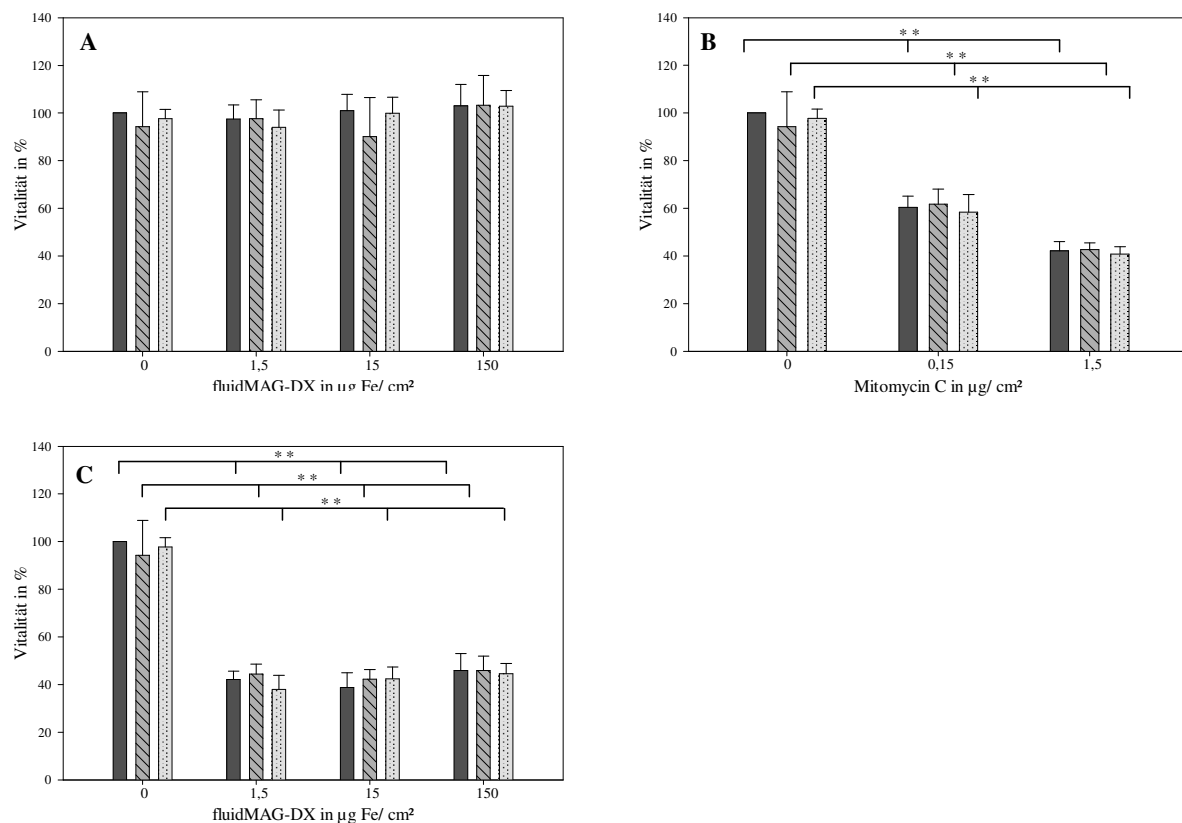 A
Vitalität in %
140
120
100
80
60
40
20
0
0 1,5 15 150
fluidMAG-DX in µg Fe/ cm²
B
* *
* *
* *
Vitalität in %
140
120
100
80
60
40
20
0
0 0,15 1,5
Mitomycin C in µg/ cm²
C
* *
* *
* *
Vitalität in %
140
120
100
80
60
40
20
0
0 1,5 15 150
fluidMAG-DX in µg Fe/ cm²